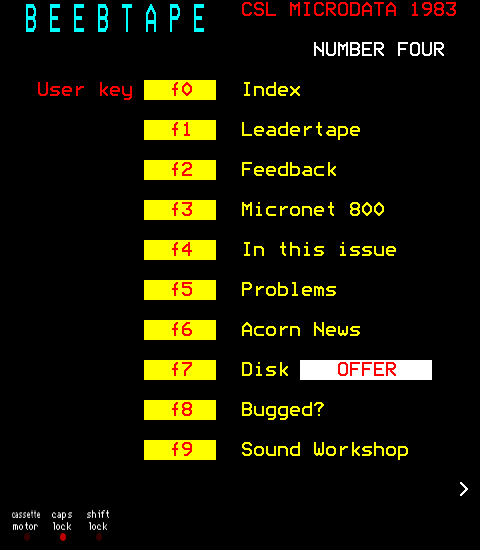 BEEBTAPE CSL MICRODATA 1983
NUMBER FOUR
User key f0 Index
f1 Leadertape
f2 Feedback
f3 Micronet 800
f4 In this issue
f5 Problems
f6 Acorn News
f7 Disk OFFER
f8 Bugged?
f9 Sound Workshop
>
cassette motor caps lock shift lock